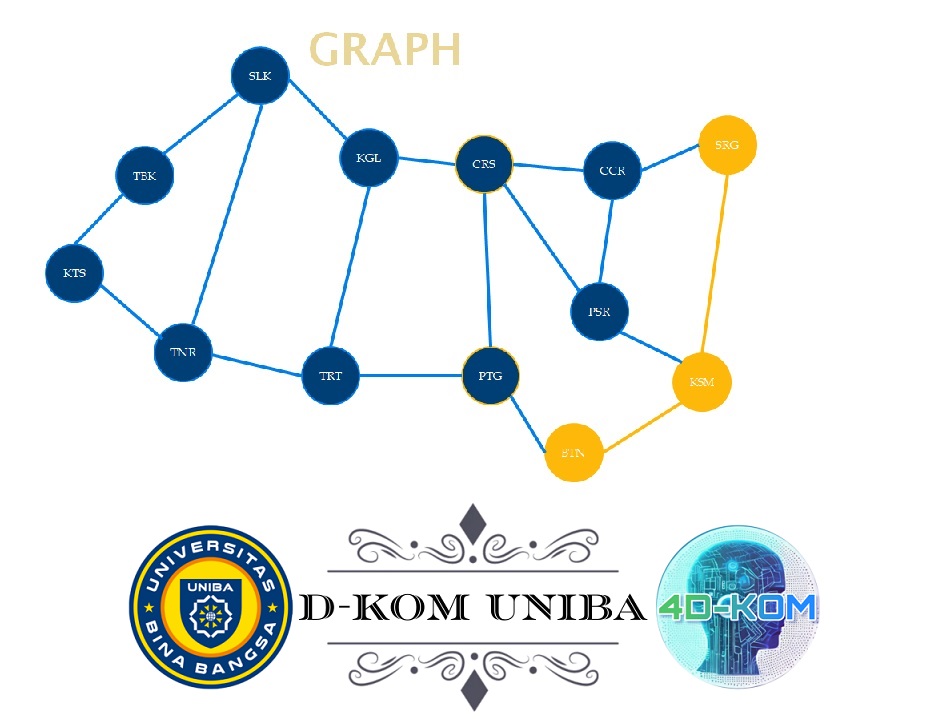 GRAPH
SLK
KGL
CRS
CCR
SRG
TBK
KTS
PSR
TNR
TRT
PTG
KSM
BTN
UNIVERSITAS
UNIBA
BINA BANGSA
D-KOM UNIBA
4D-KOM